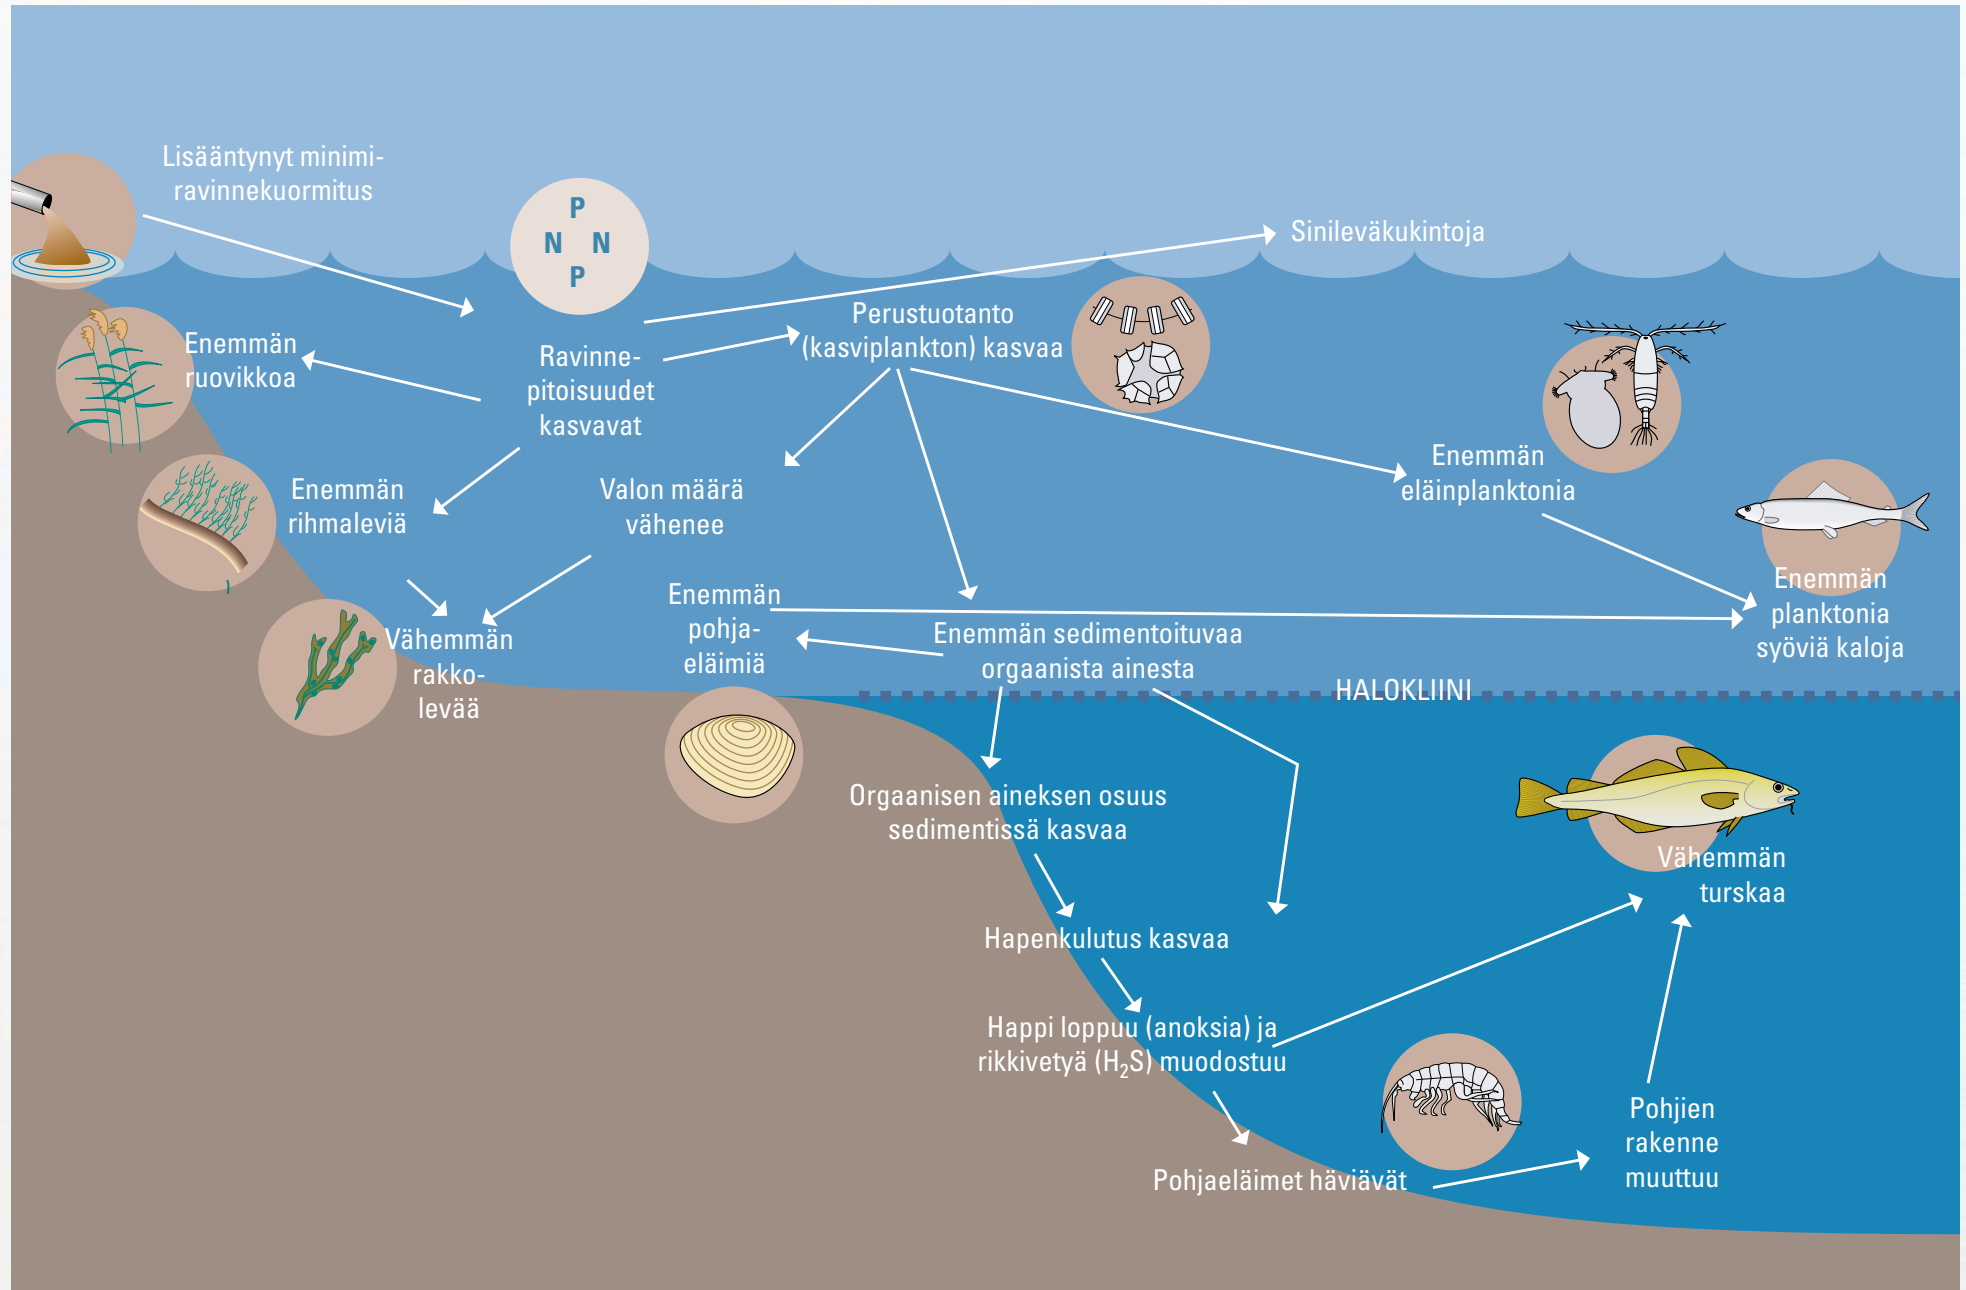 Lisääntynyt minimi-
ravinnekuormitus
P
N N
P
Sinileväkukintoja
Perustuotanto
(kasviplankton) kasvaa
Enemmän
ruovikkoa
Ravinne-
pitoisuudet
kasvavat
Enemmän
eläinplanktonia
Enemmän
rihmaleviä
Valon määrä
vähenee
Enemmän
planktonia
syöviä kaloja
Enemmän
pohja-
eläimiä
Enemmän sedimentoituvaa
orgaanista ainesta
Vähemmän
rakko-
levää
HALOKLIINI
Orgaanisen aineksen osuus
sedimentissä kasvaa
Vähemmän
turskaa
Hapenkulutus kasvaa
Happi loppuu (anoksia) ja
rikkivetyä (H₂S) muodostuu
Pohjien
rakenne
muuttuu
Pohjaeläimet häviävät